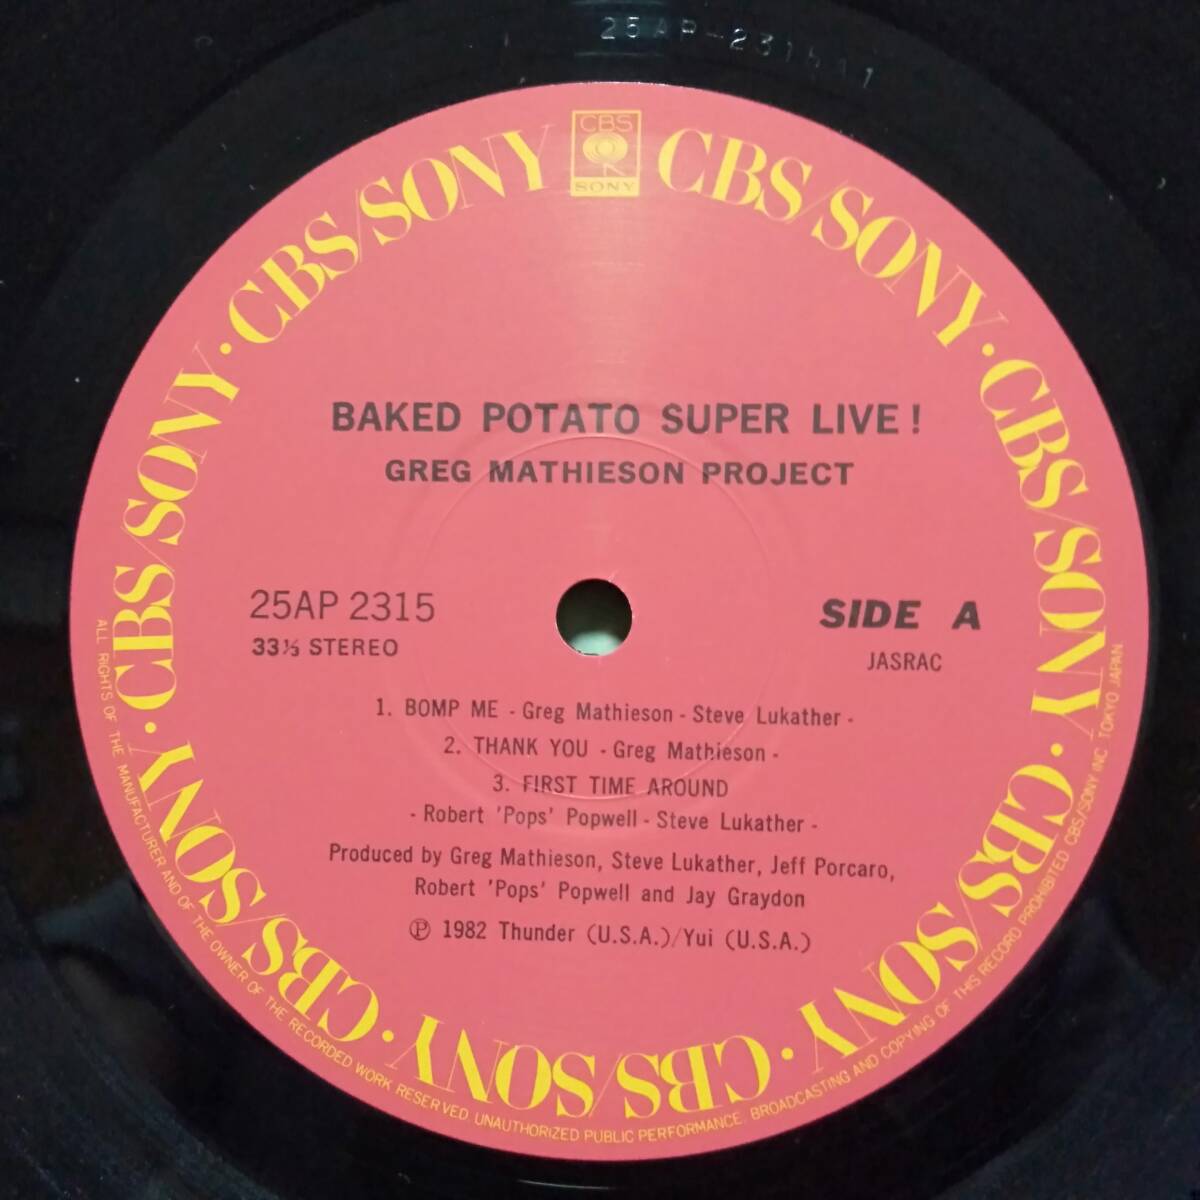 25AP-2315A1
CBS
SONY
CBS/SONY · CBS/SONY · CBS/SONY · CBS/SONY · CBS/SONY · CBS/SONY · CBS/SONY · CBS/SONY
BAKED POTATO SUPER LIVE!
GREG MATHIESON PROJECT
25AP 2315
SIDE A
33⅓ STEREO
JASRAC
1. BOMP ME - Greg Mathieson - Steve Lukather -
2. THANK YOU - Greg Mathieson -
3. FIRST TIME AROUND
- Robert 'Pops' Popwell - Steve Lukather -
Produced by Greg Mathieson, Steve Lukather, Jeff Porcaro,
Robert 'Pops' Popwell and Jay Graydon
℗ 1982 Thunder (U.S.A.)/Yui (U.S.A.)
ALL RIGHTS OF THE MANUFACTURER AND OF THE OWNER OF THE RECORDED WORK RESERVED. UNAUTHORIZED PUBLIC PERFORMANCE. BROADCASTING AND COPYING OF THIS RECORD PROHIBITED CBS/SONY INC. TOKYO JAPAN